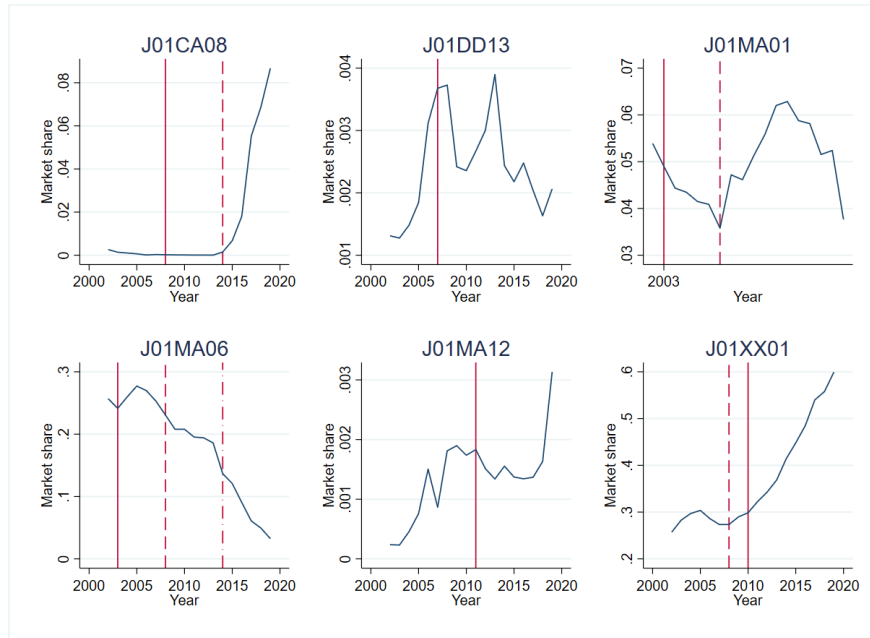 J01CA08
Market share
0 .02 .04 .06 .08
2000 2005 2010 2015 2020
Year
J01DD13
Market share
.001 .002 .003 .004
2000 2005 2010 2015 2020
Year
J01MA01
Market share
.03 .04 .05 .06 .07
2003
Year
J01MA06
Market share
0 .1 .2 .3
2000 2005 2010 2015 2020
Year
J01MA12
Market share
0 .001 .002 .003
2000 2005 2010 2015 2020
Year
J01XX01
Market share
.2 .3 .4 .5 .6
2000 2005 2010 2015 2020
Year